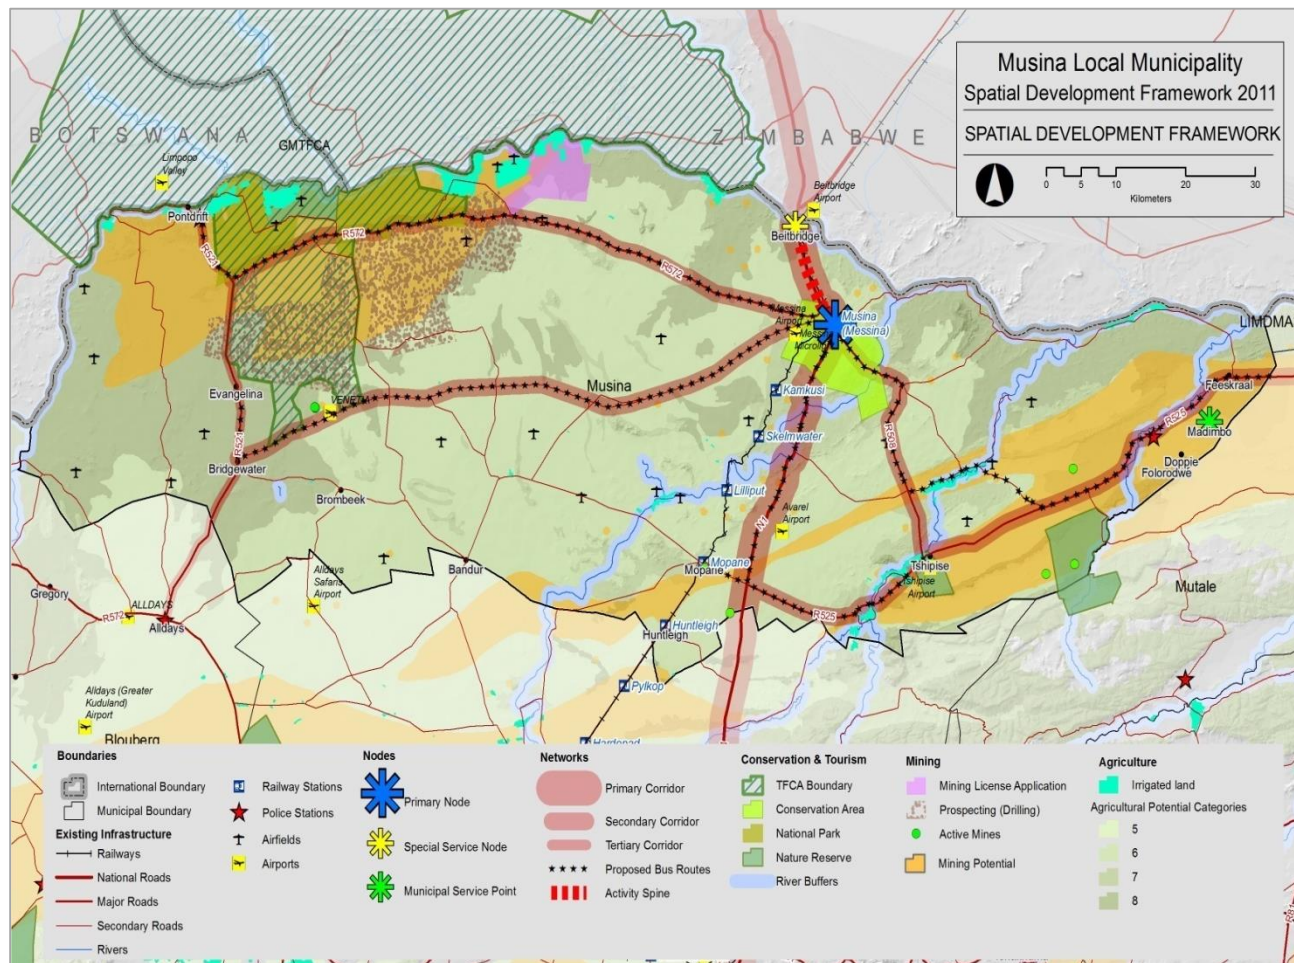 Musina Local Municipality
Spatial Development Framework 2011
SPATIAL DEVELOPMENT FRAMEWORK
0 5 10 20 30
Kilometers
BOTSWANA
ZIMBABWE
GMTFCA
Limpopo
Valley
Pontdrift
R521
R572
R572
Beitbridge
Airport
Beitbridge
Messina
Airport
Musina
(Messina)
LIMDMA
Feeskraal
R525
Madimbo
Doppie
Folorodwe
Evangelina
VENETIA
Musina
Kamkusi
R521
Skelmwater
R508
Bridgewater
Brombeek
Lilliput
N1
Avarel
Airport
Mopane
Mopane
Bandur
Tshipise
Tshipise
Airport
Mutale
Gregory
Alldays
Safaris
Airport
ALLDAYS
R572
Alldays
R525
Huntleigh
Huntleigh
Pylkop
Alldays (Greater
Kuduland)
Airport
Blouberg
Boundaries
International Boundary
Municipal Boundary
Existing Infrastructure
Railways
National Roads
Major Roads
Secondary Roads
Rivers
Railway Stations
Police Stations
Airfields
Airports
Nodes
Primary Node
Special Service Node
Municipal Service Point
Networks
Primary Corridor
Secondary Corridor
Tertiary Corridor
Proposed Bus Routes
Activity Spine
Conservation & Tourism
TFCA Boundary
Conservation Area
National Park
Nature Reserve
River Buffers
Mining
Mining License Application
Prospecting (Drilling)
Active Mines
Mining Potential
Agriculture
Irrigated land
Agricultural Potential Categories
5
6
7
8